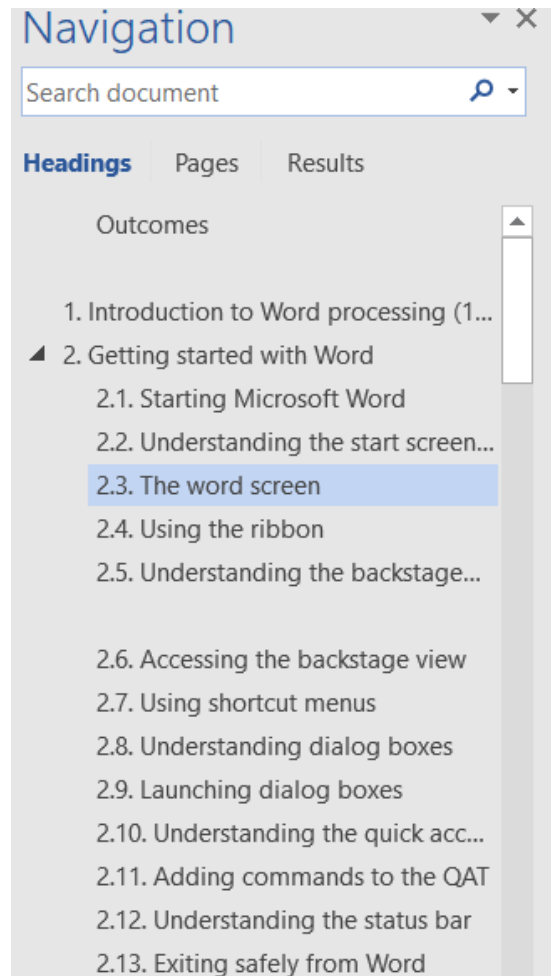 Navigation
Search document
Headings Pages Results
Outcomes
1. Introduction to Word processing (1...
2. Getting started with Word
2.1. Starting Microsoft Word
2.2. Understanding the start screen...
2.3. The word screen
2.4. Using the ribbon
2.5. Understanding the backstage...
2.6. Accessing the backstage view
2.7. Using shortcut menus
2.8. Understanding dialog boxes
2.9. Launching dialog boxes
2.10. Understanding the quick acc...
2.11. Adding commands to the QAT
2.12. Understanding the status bar
2.13. Exiting safely from Word